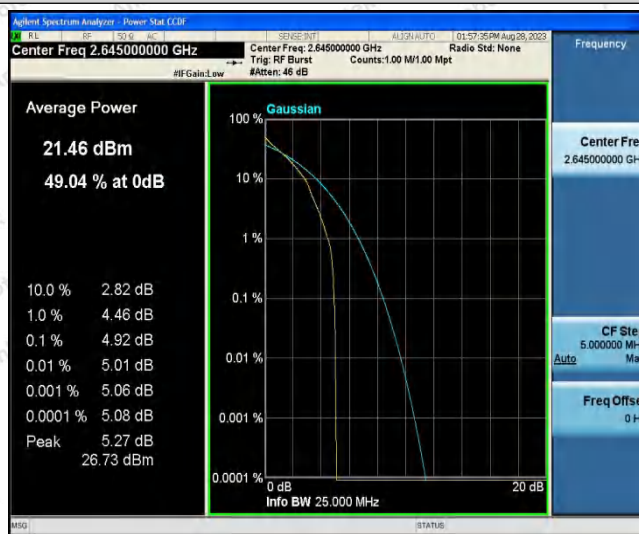 Agilent Spectrum Analyzer - Power Stat CCDF
RL RF 50 Ω AC SENSE:INT ALIGN AUTO 01:57:35 PM Aug 28, 2023
Center Freq 2.645000000 GHz
Center Freq: 2.645000000 GHz Radio Std: None
Trig: RF Burst Counts:1.00 M/1.00 Mpt
#IFGain:Low #Atten: 46 dB
Frequency
Average Power
21.46 dBm
49.04 % at 0dB
10.0 % 2.82 dB
1.0 % 4.46 dB
0.1 % 4.92 dB
0.01 % 5.01 dB
0.001 % 5.06 dB
0.0001 % 5.08 dB
Peak 5.27 dB
26.73 dBm
Gaussian
100 %
10 %
1 %
0.1 %
0.01 %
0.001 %
0.0001 %
0 dB 20 dB
Info BW 25.000 MHz
Center Fre
2.645000000 GH
CF Ste
5.000000 MH
Auto Ma
Freq Offse
0 H
MSG STATUS